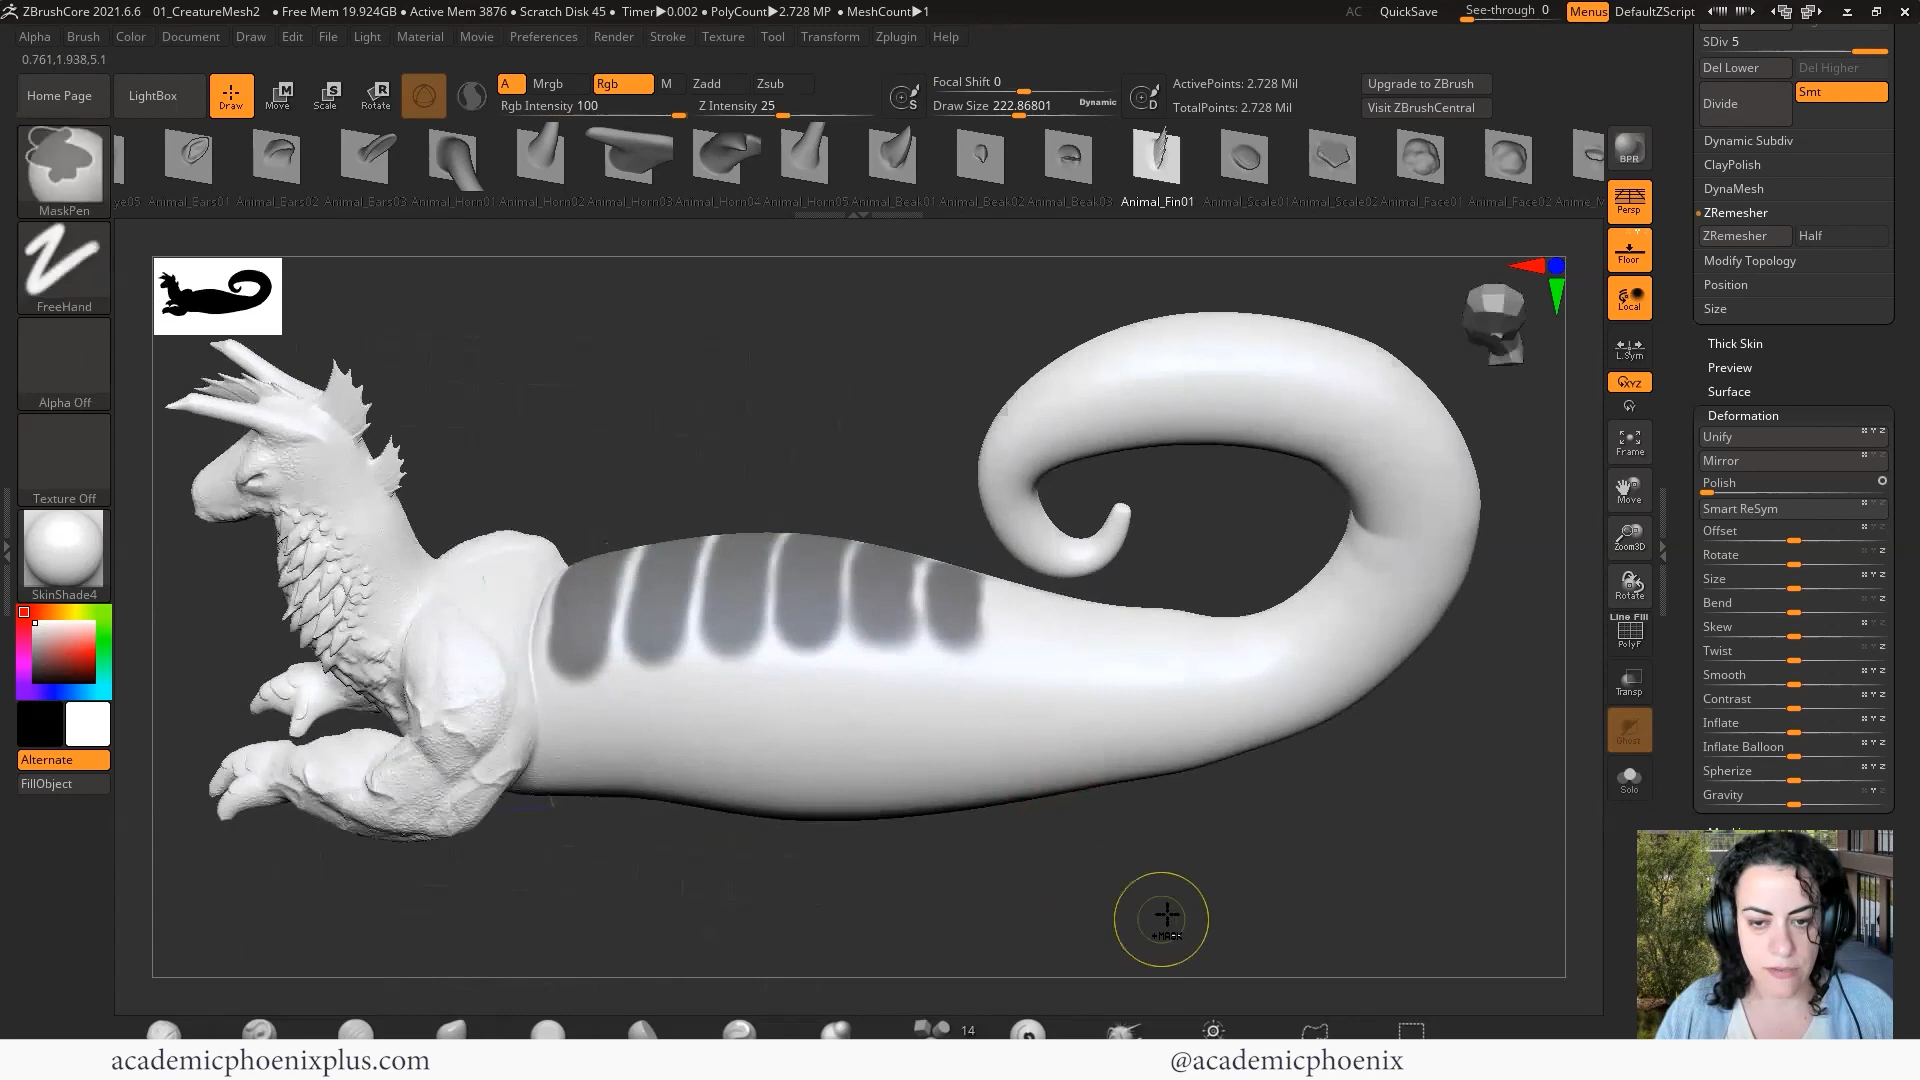 ZBrushCore 2021.6.6 01_CreatureMesh2 • Free Mem 19.924GB • Active Mem 3876 • Scratch Disk 45 • Timer▶0.002 • PolyCount▶2.728 MP • MeshCount▶1 AC QuickSave See-through 0 Menus DefaultZScript
Alpha Brush Color Document Draw Edit File Light Material Movie Preferences Render Stroke Texture Tool Transform Zplugin Help
0.761,1.938,5.1
Home Page LightBox Draw Move Scale Rotate
M S R
A Mrgb Rgb M Zadd Zsub
Rgb Intensity 100 Z Intensity 25
S Focal Shift 0
Draw Size 222.86801 Dynamic
D ActivePoints: 2.728 Mil
TotalPoints: 2.728 Mil
Upgrade to ZBrush
Visit ZBrushCentral
ye05 Animal_Ears01 Animal_Ears02 Animal_Ears03 Animal_Horn01 Animal_Horn02 Animal_Horn03 Animal_Horn04 Animal_Horn05 Animal_Beak01 Animal_Beak02 Animal_Beak03 Animal_Fin01 Animal_Scale01 Animal_Scale02 Animal_Face01 Animal_Face02 Anime_M
MaskPen
FreeHand
Alpha Off
Texture Off
SkinShade4
Alternate
FillObject
+MASK
14
BPR
Persp
Floor
Local
L.Sym
XYZ
Frame
Move
Zoom3D
Rotate
Line Fill
PolyF
Transp
Ghost
Solo
SDiv 5
Del Lower Del Higher
Divide Smt
Dynamic Subdiv
ClayPolish
DynaMesh
ZRemesher
ZRemesher Half
Modify Topology
Position
Size
Thick Skin
Preview
Surface
Deformation
Unify
Mirror
Polish
Smart ReSym
Offset
Rotate
Size
Bend
Skew
Twist
Smooth
Contrast
Inflate
Inflate Balloon
Spherize
Gravity
academicphoenixplus.com @academicphoenix